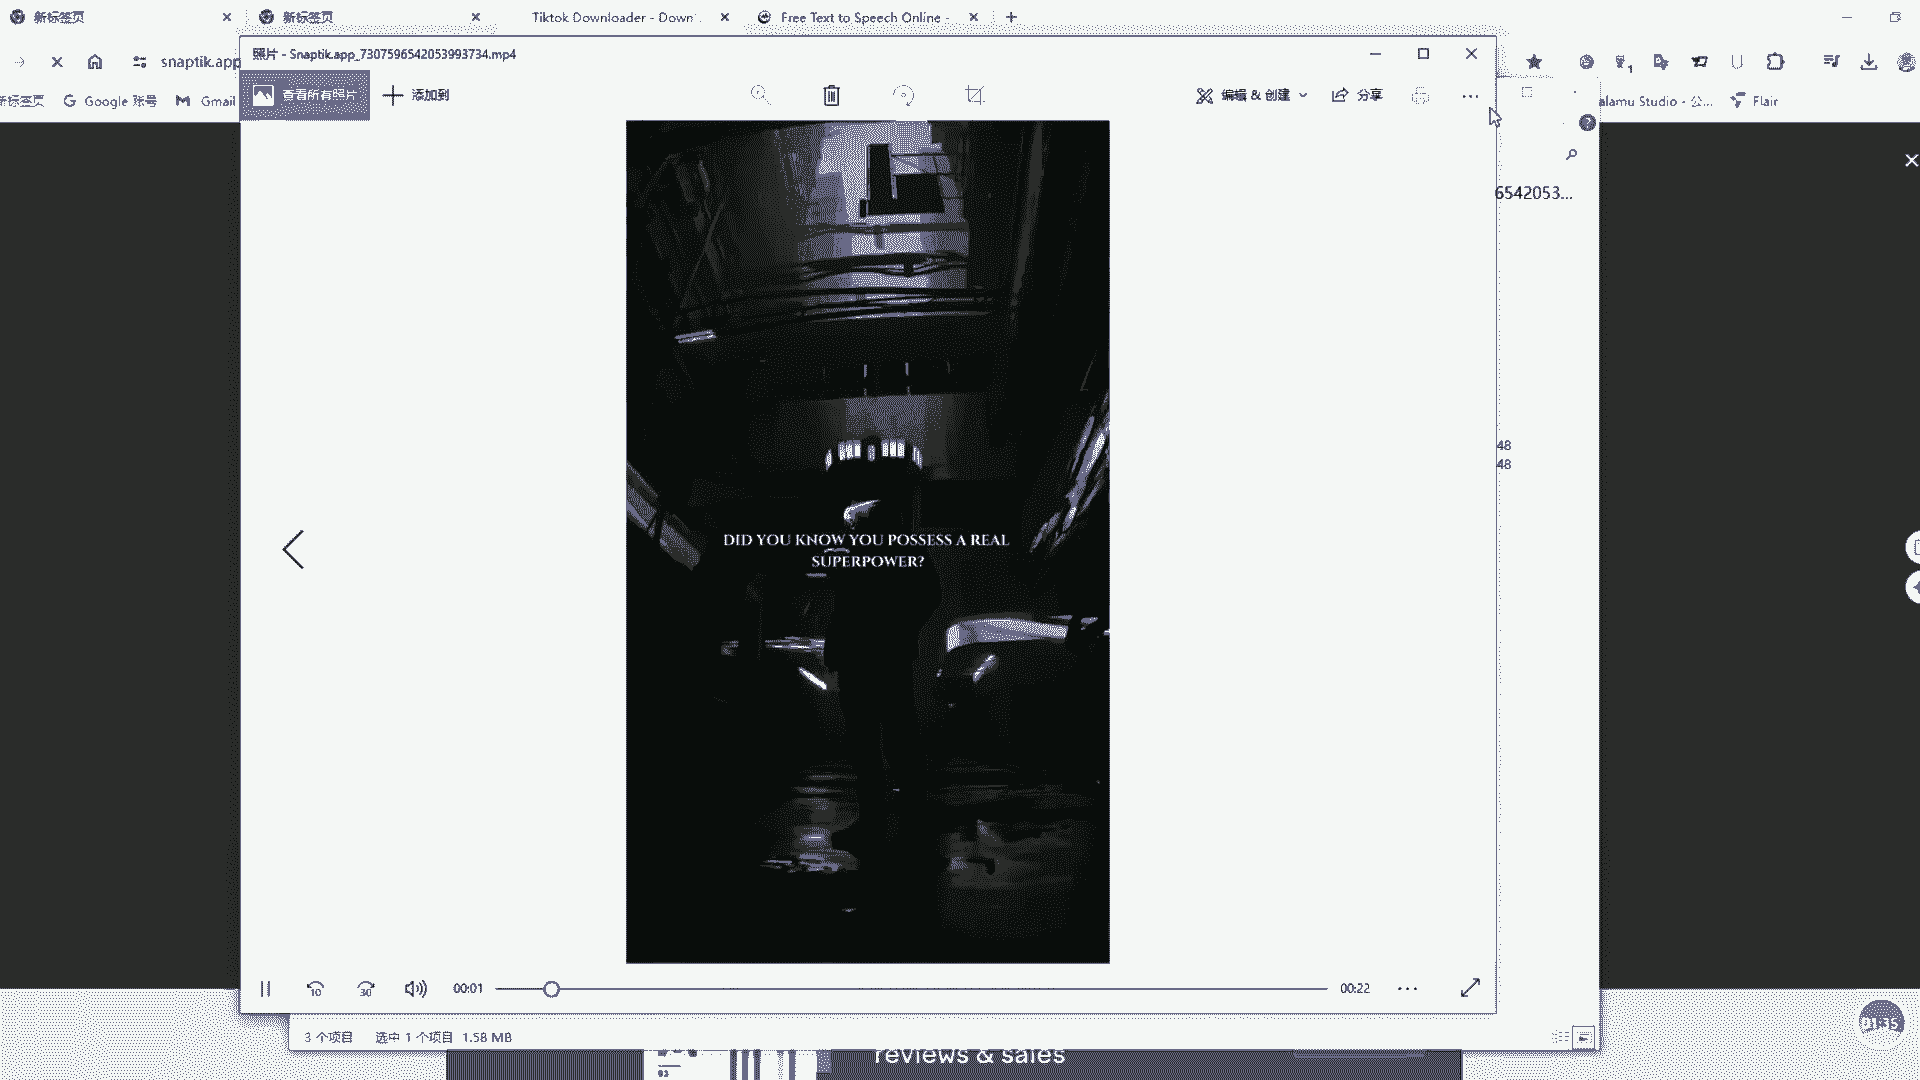 新标签页
新标签页
Tiktok Downloader - Down
Free Text to Speech Online -
snaptik.app
照片 - Snaptik.app_7307596542053993734.mp4
新标签页
Google 账号
Gmail
查看所有照片
添加到
编辑 & 创建
分享
alamu Studio - 公...
Flair
6542053...
48
48
DID YOU KNOW YOU POSSESS A REAL
SUPERPOWER?
10
30
00:01
00:22
3 个项目
选中 1 个项目 1.58 MB
01:35
reviews & sales